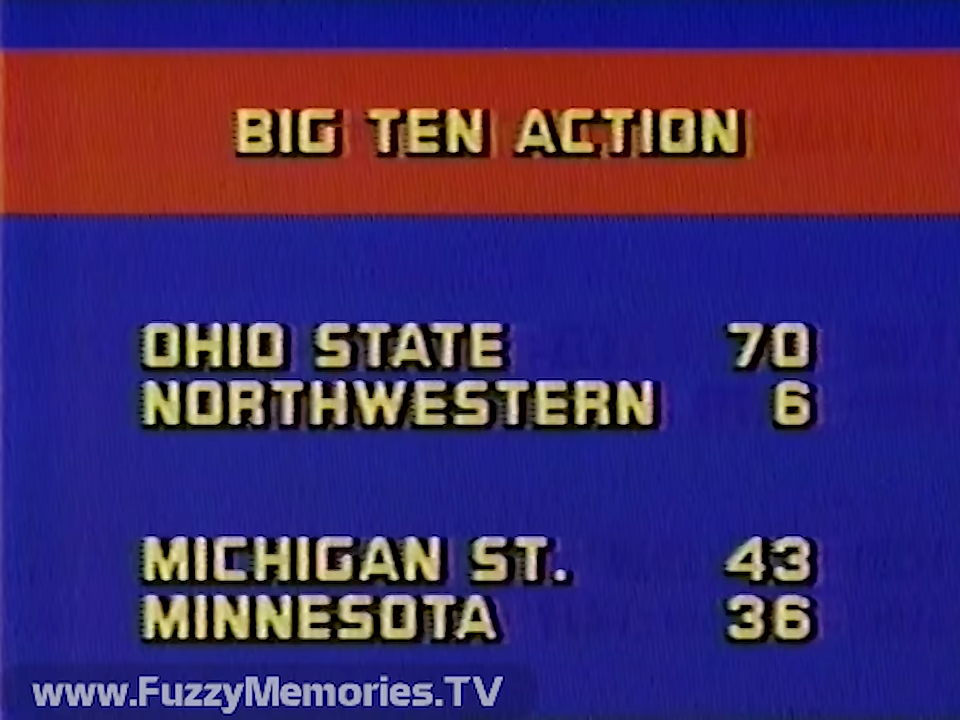 BIG TEN ACTION
OHIO STATE 70
NORTHWESTERN 6
MICHIGAN ST. 43
MINNESOTA 36
www.FuzzyMemories.TV